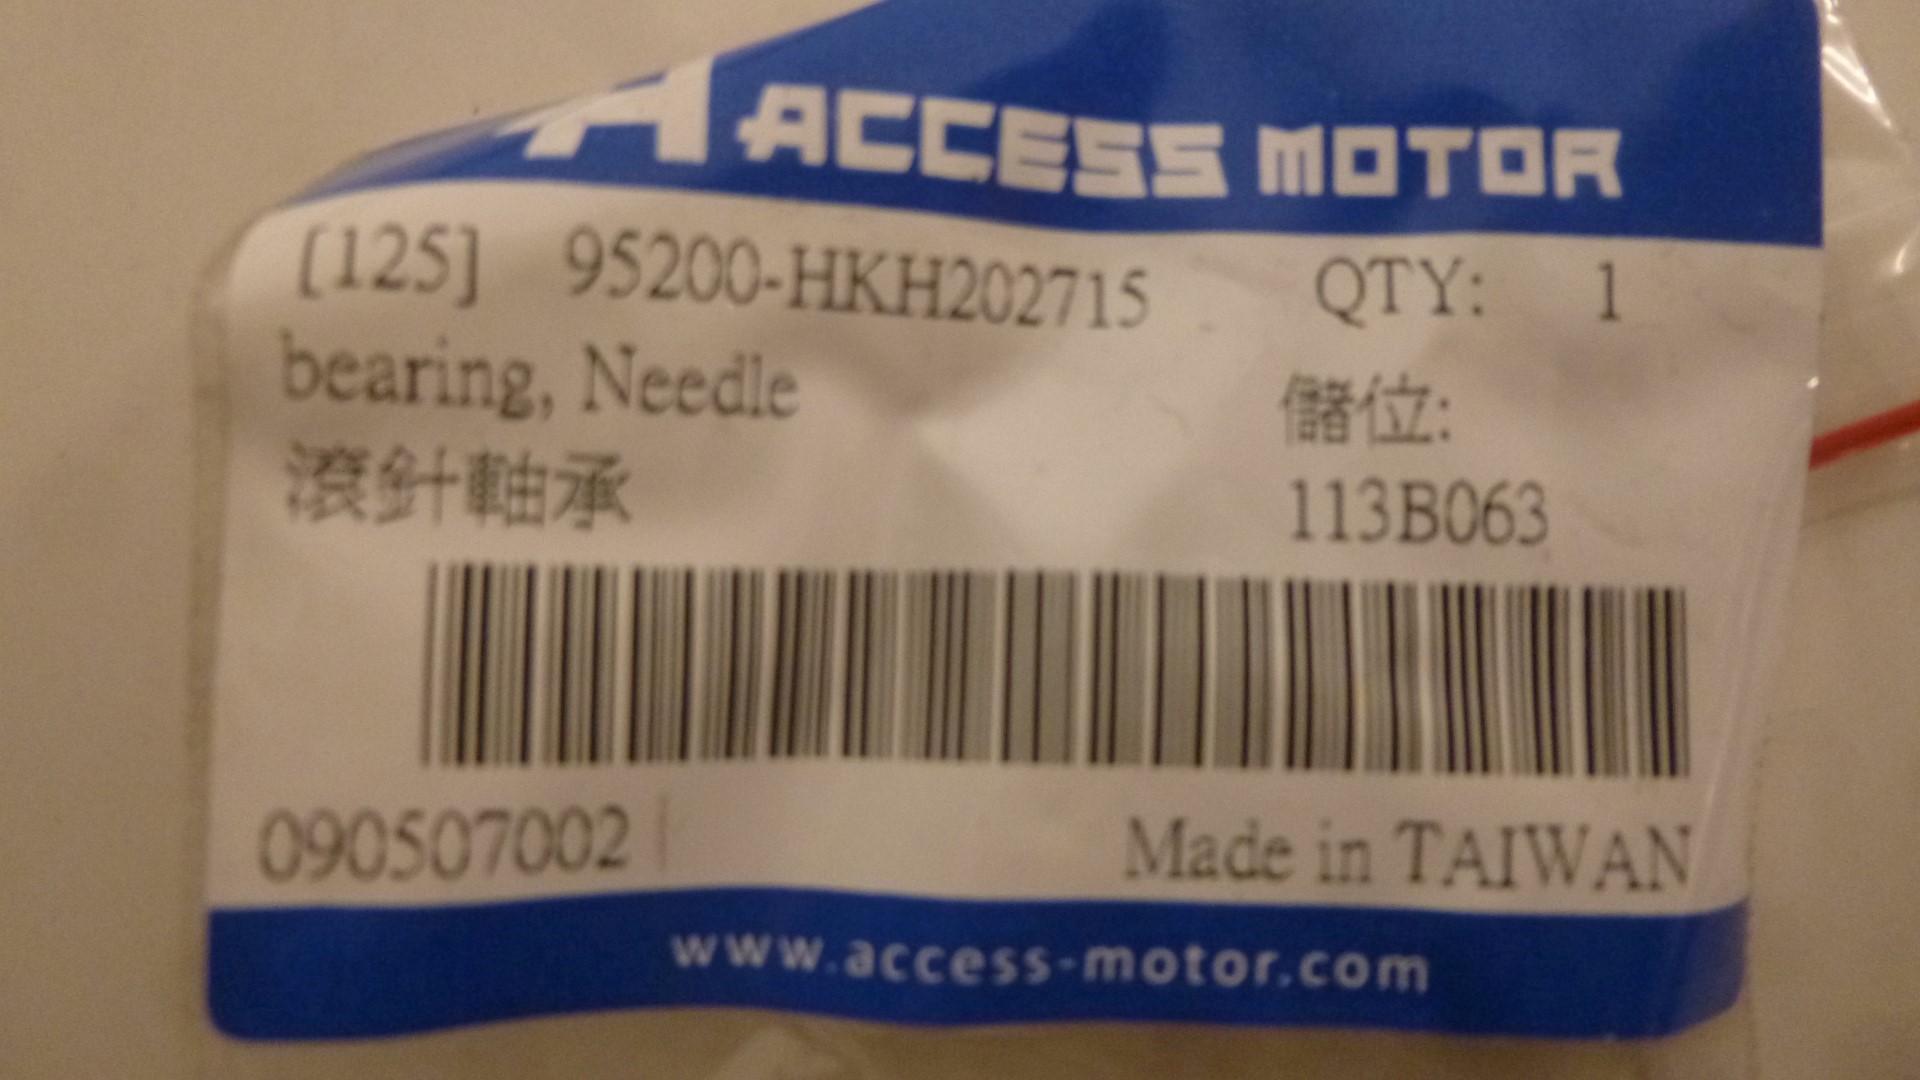 ACCESS MOTOR
[125] 95200-HKH202715 QTY: 1
bearing, Needle
儲位:
滾針軸承
113B063
090507002
Made in TAIWAN
www.access-motor.com